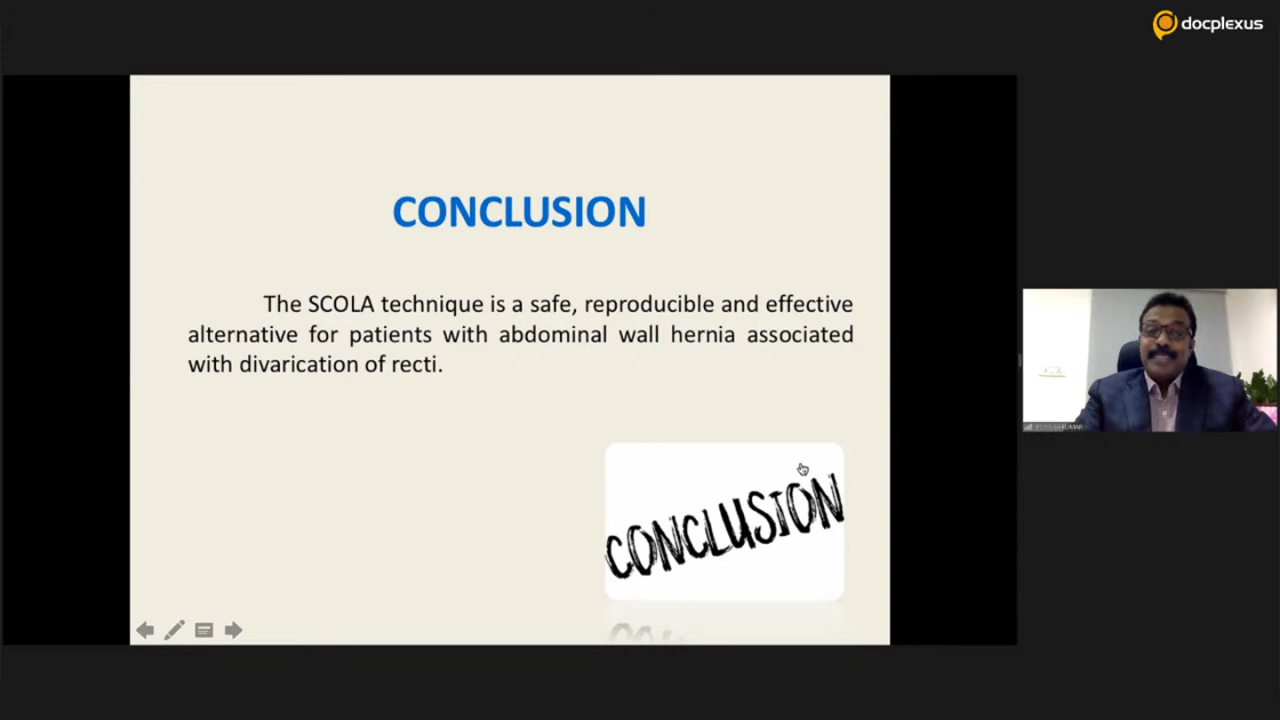 docplexus
CONCLUSION
The SCOLA technique is a safe, reproducible and effective
alternative for patients with abdominal wall hernia associated
with divarication of recti.
CONCLUSION